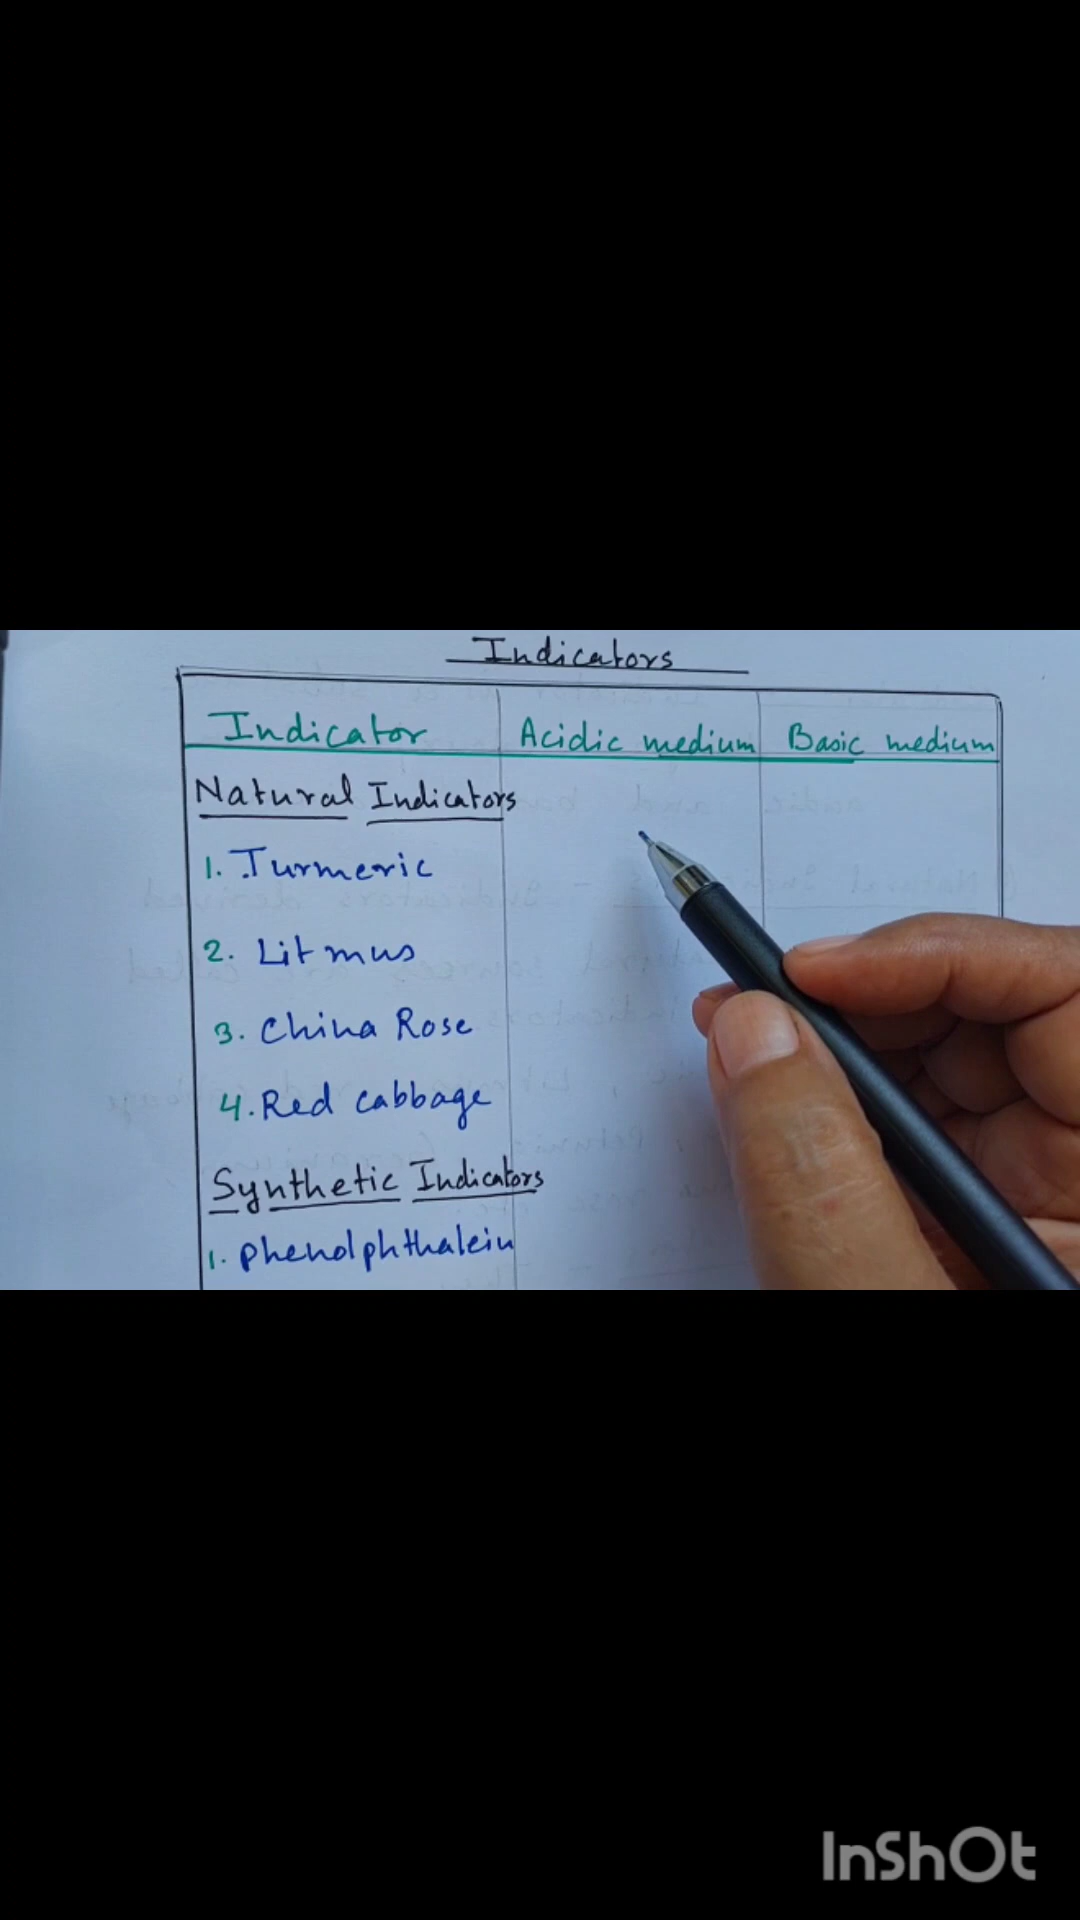 Indicators
Indicator Acidic medium Basic medium
Natural Indicators
1. Turmeric
2. Litmus
3. China Rose
4. Red cabbage
Synthetic Indicators
1. Phenolphthalein
InShOt